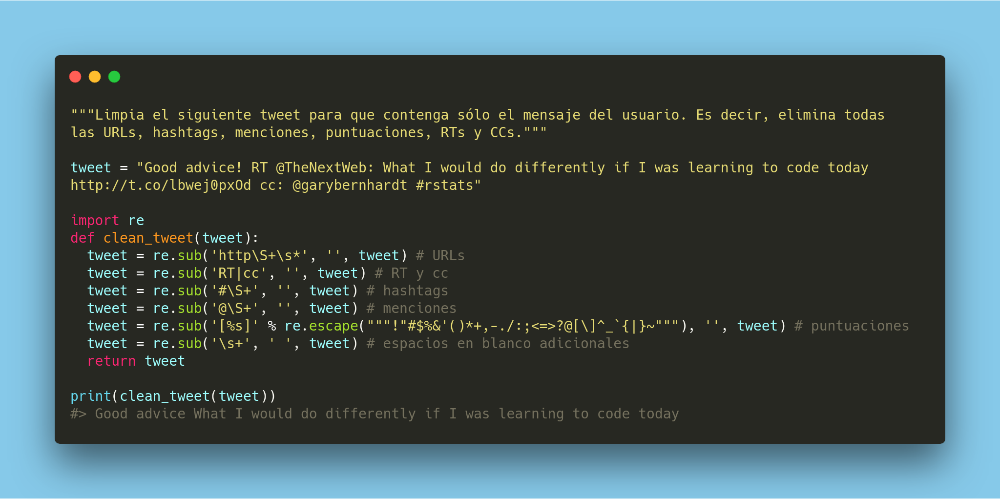 """Limpia el siguiente tweet para que contenga sólo el mensaje del usuario. Es decir, elimina todas
las URLs, hashtags, menciones, puntuaciones, RTs y CCs."""
tweet = "Good advice! RT @TheNextWeb: What I would do differently if I was learning to code today
http://t.co/lbwej0pxOd cc: @garybernhardt #rstats"
import re
def clean_tweet(tweet):
  tweet = re.sub('http\S+\s*', '', tweet) # URLs
  tweet = re.sub('RT|cc', '', tweet) # RT y cc
  tweet = re.sub('#\S+', '', tweet) # hashtags
  tweet = re.sub('@\S+', '', tweet) # menciones
  tweet = re.sub('[%s]' % re.escape("""!"#$%&'()*+,-./:;<=>?@[\]^_`{|}~"""), '', tweet) # puntuaciones
  tweet = re.sub('\s+', ' ', tweet) # espacios en blanco adicionales
  return tweet
print(clean_tweet(tweet))
#> Good advice What I would do differently if I was learning to code today